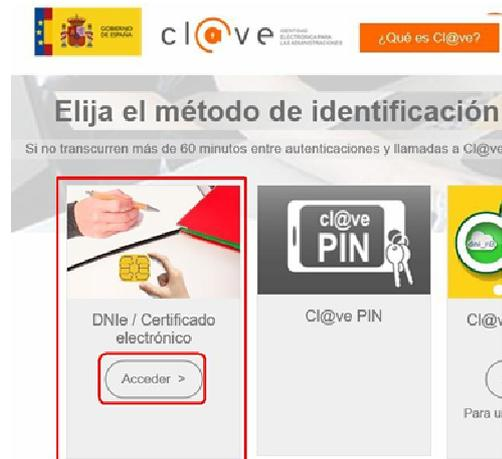 GOBIERNO
DE ESPAÑA
cl@ve
IDENTIDAD
ELECTRÓNICA PARA
LAS ADMINISTRACIONES
¿Qué es Cl@ve?
Elija el método de identificación
Si no transcurren más de 60 minutos entre autenticaciones y llamadas a Cl@ve
cl@ve
PIN
DNIe / Certificado
electrónico
Acceder >
Cl@ve PIN
Cl@v
Para u